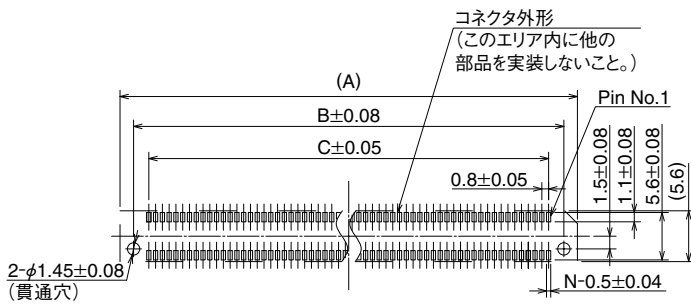 コネクタ外形
(このエリア内に他の
部品を実装しないこと。)
(A)
Pin No.1
B±0.08
C±0.05
0.8±0.05
1.5±0.08
1.1±0.08
5.6±0.08
(5.6)
2-φ1.45±0.08
(貫通穴)
N-0.5±0.04